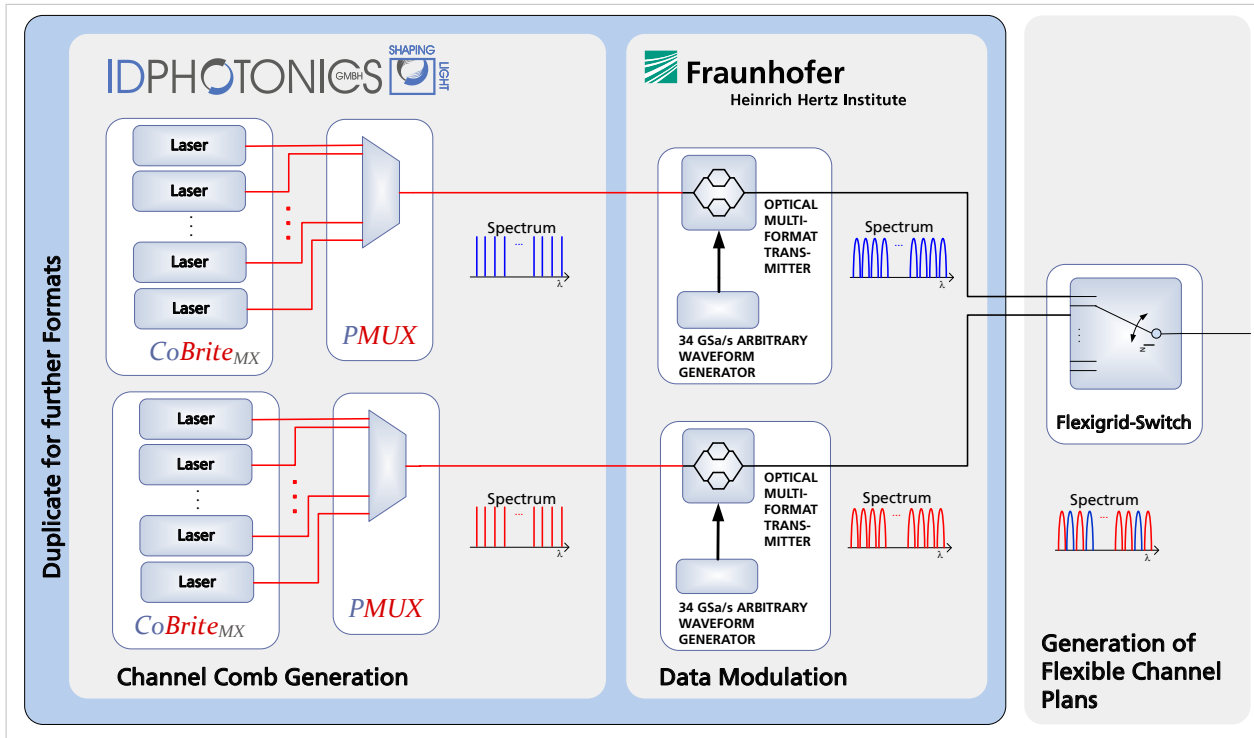 Duplicate for further Formats
IDPHOTONICS
GMBH
SHAPING
LIGHT
Laser
Laser
Laser
Laser
CoBriteMX
PMUX
Spectrum
...
λ
Laser
Laser
Laser
Laser
CoBriteMX
PMUX
Spectrum
...
λ
Channel Comb Generation
Fraunhofer
Heinrich Hertz Institute
OPTICAL
MULTI-
FORMAT
TRANS-
MITTER
34 GSa/s ARBITRARY
WAVEFORM
GENERATOR
Spectrum
...
λ
OPTICAL
MULTI-
FORMAT
TRANS-
MITTER
34 GSa/s ARBITRARY
WAVEFORM
GENERATOR
Spectrum
...
λ
Data Modulation
Flexigrid-Switch
Spectrum
...
λ
Generation of
Flexible Channel
Plans